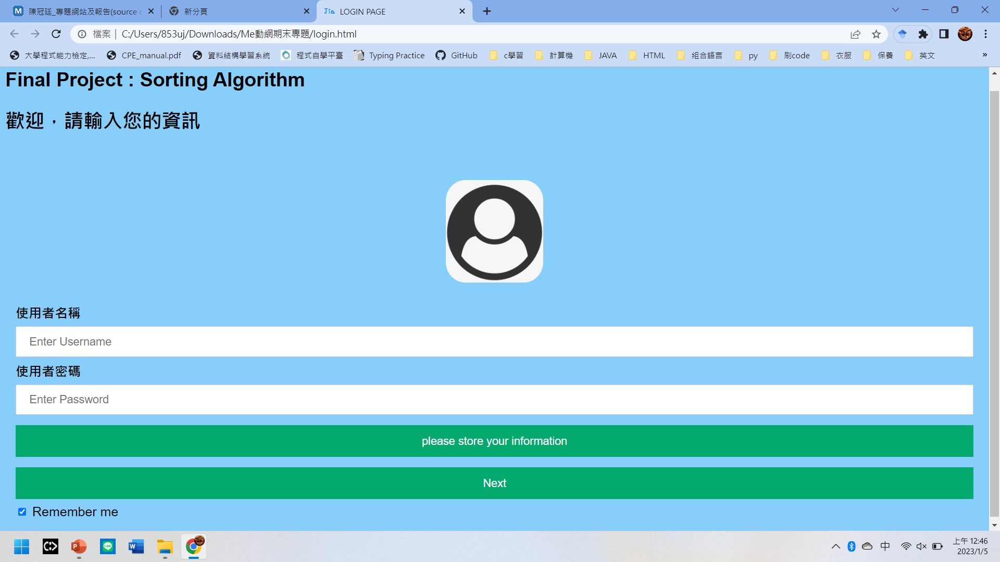 陳冠廷_專題網站及報告(source c
新分頁
Jia LOGIN PAGE
檔案 C:/Users/853uj/Downloads/Me動網期末專題/login.html
大學程式能力檢定,... CPE_manual.pdf 資料結構學習系統 程式自學平臺 Typing Practice GitHub c學習 計算機 JAVA HTML 組合語言 py 刷code 衣服 保養 英文 »
Final Project : Sorting Algorithm
歡迎，請輸入您的資訊
使用者名稱
Enter Username
使用者密碼
Enter Password
please store your information
Next
Remember me
中
上午 12:46
2023/1/5